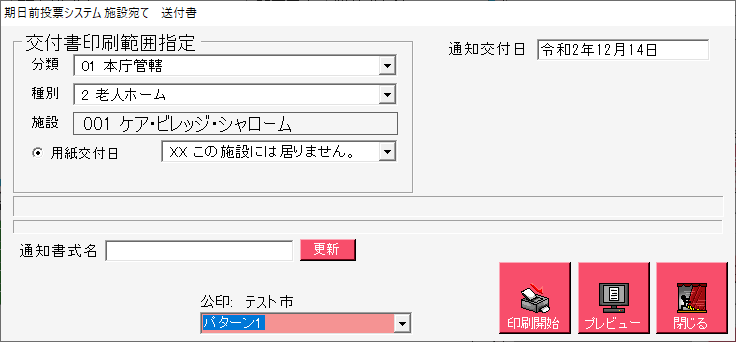 期日前投票システム 施設宛て 送付書
交付書印刷範囲指定
分類 01 本庁管轄
種別 2 老人ホーム
施設 001 ケア・ビレッジ・シャローム
用紙交付日 XX この施設には居りません。
通知交付日 令和2年12月14日
通知書式名 更新
公印: テスト市
パターン1
印刷開始 プレビュー 閉じる